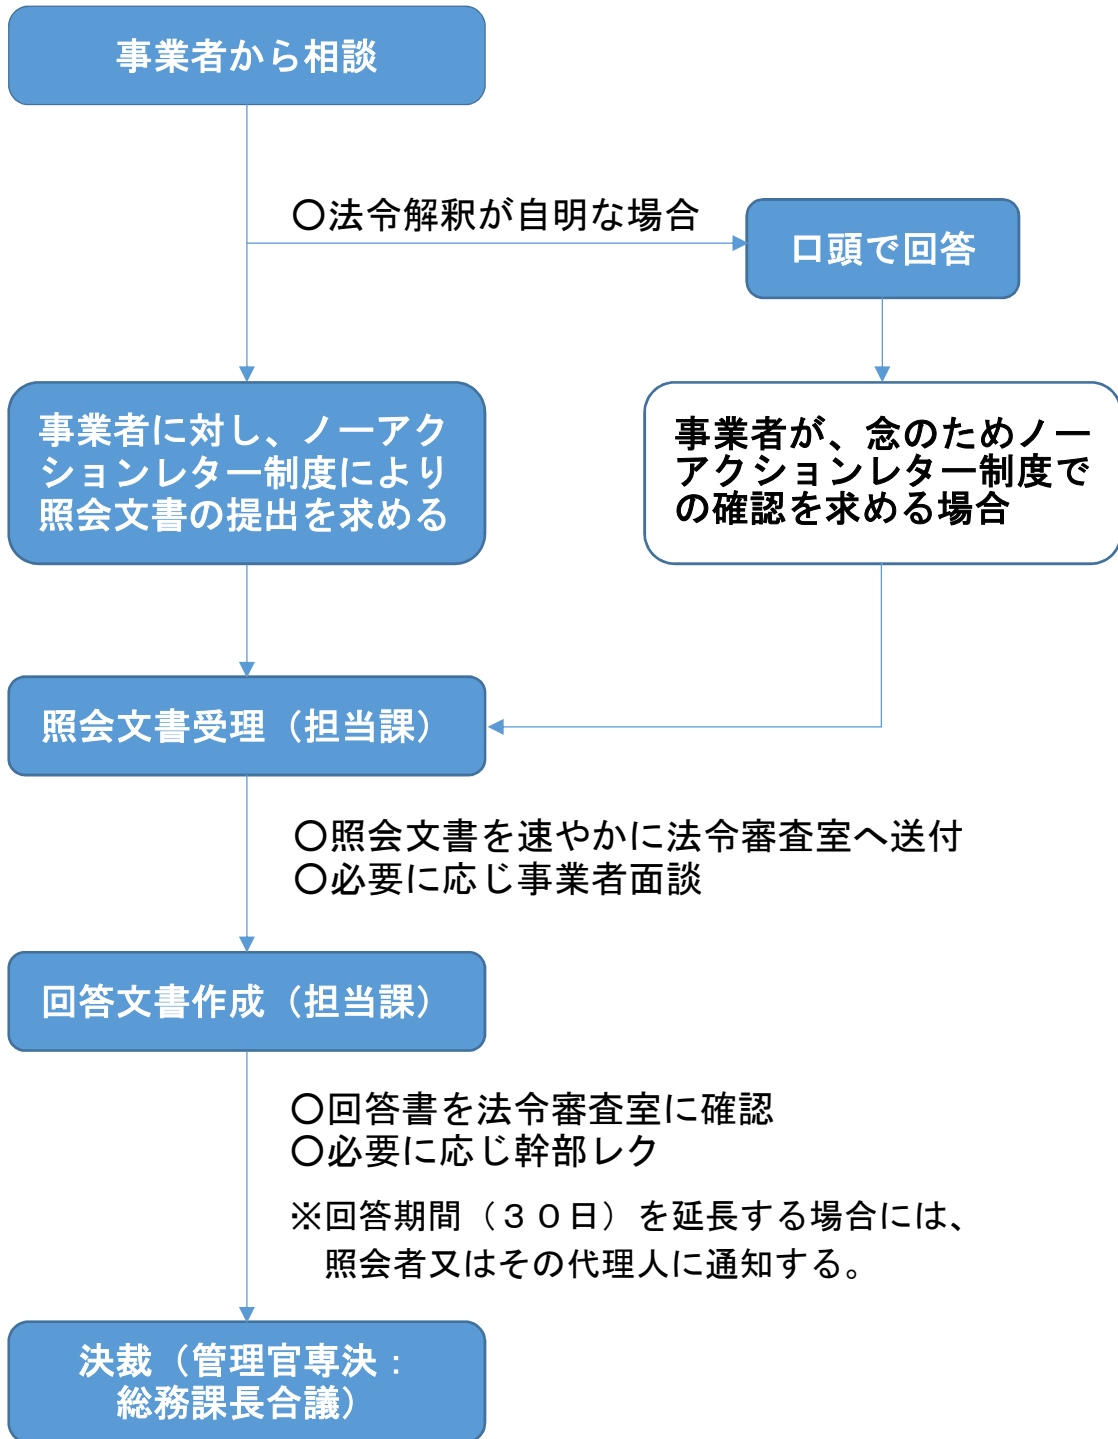 事業者から相談
〇法令解釈が自明な場合
口頭で回答
事業者に対し、ノーアク
ションレター制度により
照会文書の提出を求める
事業者が、念のためノー
アクションレター制度で
の確認を求める場合
照会文書受理（担当課）
〇照会文書を速やかに法令審査室へ送付
〇必要に応じ事業者面談
回答文書作成（担当課）
〇回答書を法令審査室に確認
〇必要に応じ幹部レク
※回答期間（３０日）を延長する場合には、
照会者又はその代理人に通知する。
決裁（管理官専決：
総務課長合議）